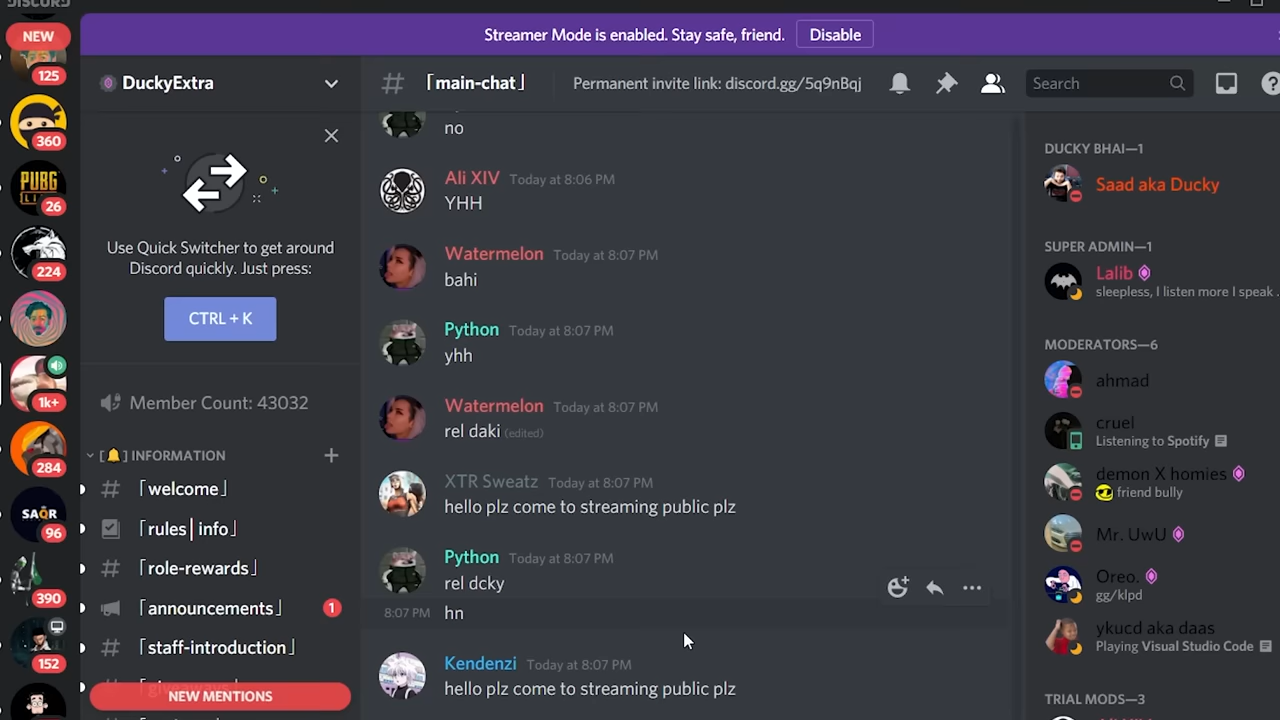 DISCORD
Streamer Mode is enabled. Stay safe, friend.
Disable
NEW
125
360
PUBG
LITE
26
224
1k+
284
SAQR
96
390
152
DuckyExtra
Use Quick Switcher to get around
Discord quickly. Just press:
CTRL + K
Member Count: 43032
[🔔] INFORMATION
「welcome」
「rules | info」
「role-rewards」
「announcements」
1
「staff-introduction」
「giveaways」
NEW MENTIONS
「main-chat」
Permanent invite link: discord.gg/5q9nBqj
Search
no
Ali XIV Today at 8:06 PM
YHH
Watermelon Today at 8:07 PM
bahi
Python Today at 8:07 PM
yhh
Watermelon Today at 8:07 PM
rel daki (edited)
XTR Sweatz Today at 8:07 PM
hello plz come to streaming public plz
Python Today at 8:07 PM
rel dcky
8:07 PM hn
Kendenzi Today at 8:07 PM
hello plz come to streaming public plz
DUCKY BHAI—1
Saad aka Ducky
SUPER ADMIN—1
Lalib
sleepless, I listen more I speak .
MODERATORS—6
ahmad
cruel
Listening to Spotify
demon X homies
friend bully
Mr. UwU
Oreo.
gg/klpd
ykucd aka daas
Playing Visual Studio Code
TRIAL MODS—3